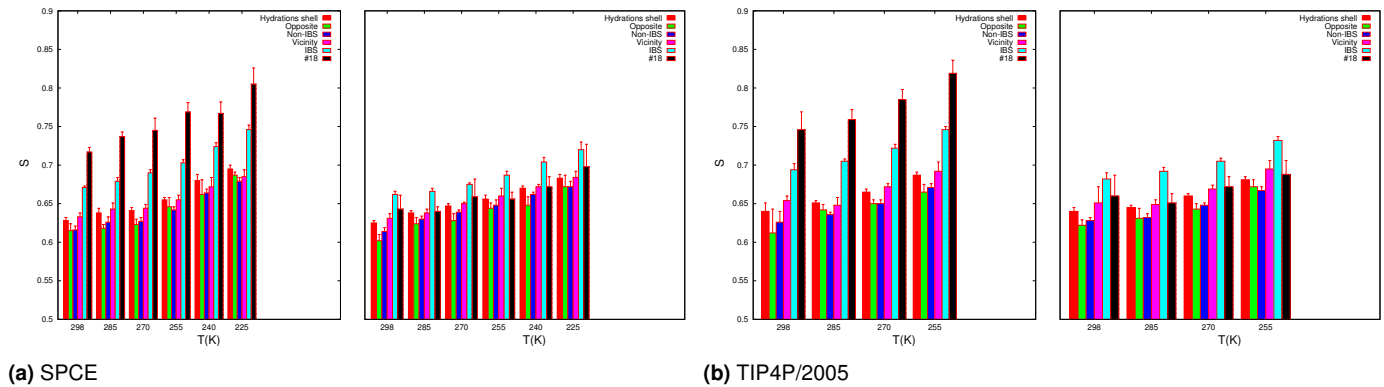 0.9
0.85
0.8
0.75
0.7
0.65
0.6
0.55
0.5
S
298
285
270
255
240
225
T(K)
Hydrations shell
Opposite
Non-IBS
Vicinity
IBS
#18
298
285
270
255
240
225
T(K)
Hydrations shell
Opposite
Non-IBS
Vicinity
IBS
#18
0.9
0.85
0.8
0.75
0.7
0.65
0.6
0.55
0.5
S
298
285
270
255
T(K)
Hydrations shell
Opposite
Non-IBS
Vicinity
IBS
#18
298
285
270
255
T(K)
Hydrations shell
Opposite
Non-IBS
Vicinity
IBS
#18
(a) SPCE
(b) TIP4P/2005